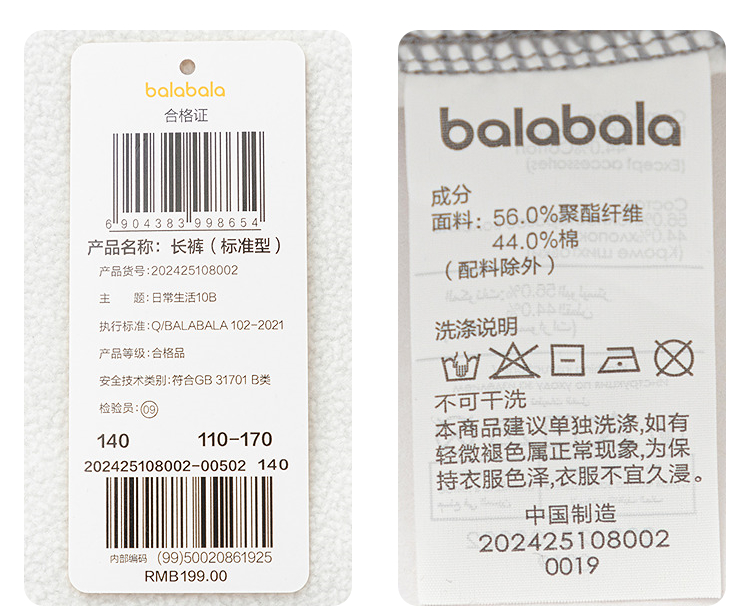 balabala
合格证
6904383998654
产品名称：长裤（标准型）
产品货号:202425108002
主 题:日常生活10B
执行标准:Q/BALABALA 102-2021
产品等级:合格品
安全技术类别:符合GB 31701 B类
检验员:09
140 110-170
202425108002-00502 140
内部编码 (99)50020861925
RMB199.00
balabala
成分
面料：56.0%聚酯纤维
44.0%棉
（配料除外）
洗涤说明
不可干洗
本商品建议单独洗涤,如有
轻微褪色属正常现象,为保
持衣服色泽,衣服不宜久浸。
中国制造
202425108002
0019